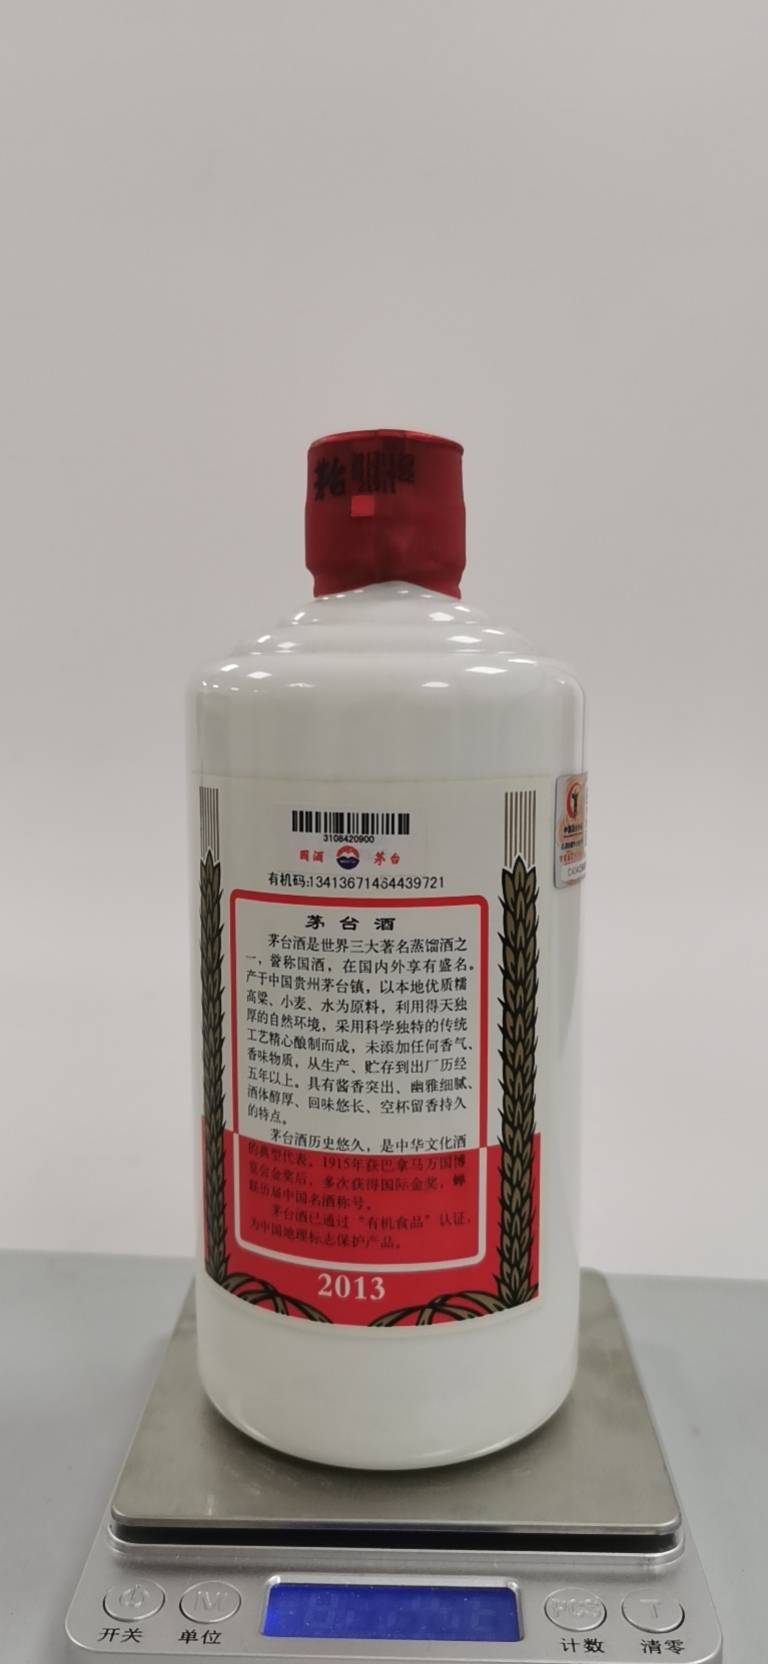 茅台
3106420900
国酒 茅台
有机码:13413671464439721
茅台酒
茅台酒是世界三大著名蒸馏酒之
一，誉称国酒，在国内外享有盛名。
产于中国贵州茅台镇，以本地优质糯
高粱、小麦、水为原料，利用得天独
厚的自然环境，采用科学独特的传统
工艺精心酿制而成，未添加任何香气、
香味物质，从生产、贮存到出厂历经
五年以上。具有酱香突出、幽雅细腻、
酒体醇厚、回味悠长、空杯留香持久
的特点。
茅台酒历史悠久，是中华文化酒
的典型代表。1915年获巴拿马万国博
览会金奖后，多次获得国际金奖，蝉
联历届中国名酒称号。
茅台酒已通过“有机食品”认证，
为中国地理标志保护产品。
2013
开关 单位 PCS 计数 T 清零